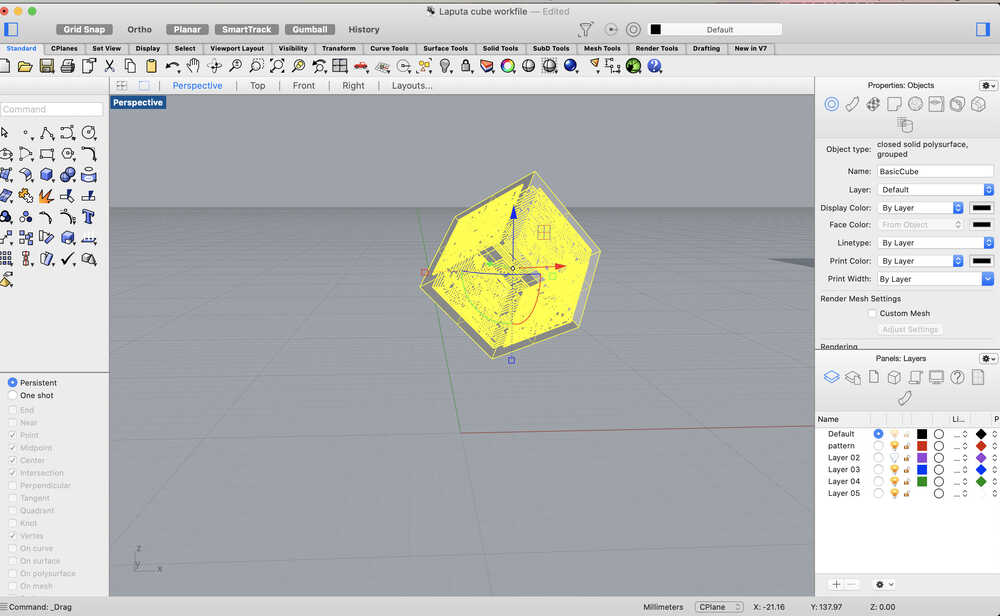 Laputa cube workfile — Edited
Grid Snap Ortho Planar SmartTrack Gumball History Default
Standard CPlanes Set View Display Select Viewport Layout Visibility Transform Curve Tools Surface Tools Solid Tools SubD Tools Mesh Tools Render Tools Drafting New in V7
Perspective Top Front Right Layouts...
Perspective
Command
Properties: Objects
Object type: closed solid polysurface,
grouped
Name: BasicCube
Layer: Default
Display Color: By Layer
Face Color: From Object
Linetype: By Layer
Print Color: By Layer
Print Width: By Layer
Render Mesh Settings
Custom Mesh
Adjust Settings
Rendering
Panels: Layers
Name Li... P
Default ...
pattern ...
Layer 02 ...
Layer 03 ...
Layer 04 ...
Layer 05 ...
Persistent
One shot
End
Near
Point
Midpoint
Center
Intersection
Perpendicular
Tangent
Quadrant
Knot
Vertex
On curve
On surface
On polysurface
On mesh
z
y x
Command: _Drag Millimeters CPlane X: -21.16 Y: 137.97 Z: 0.00